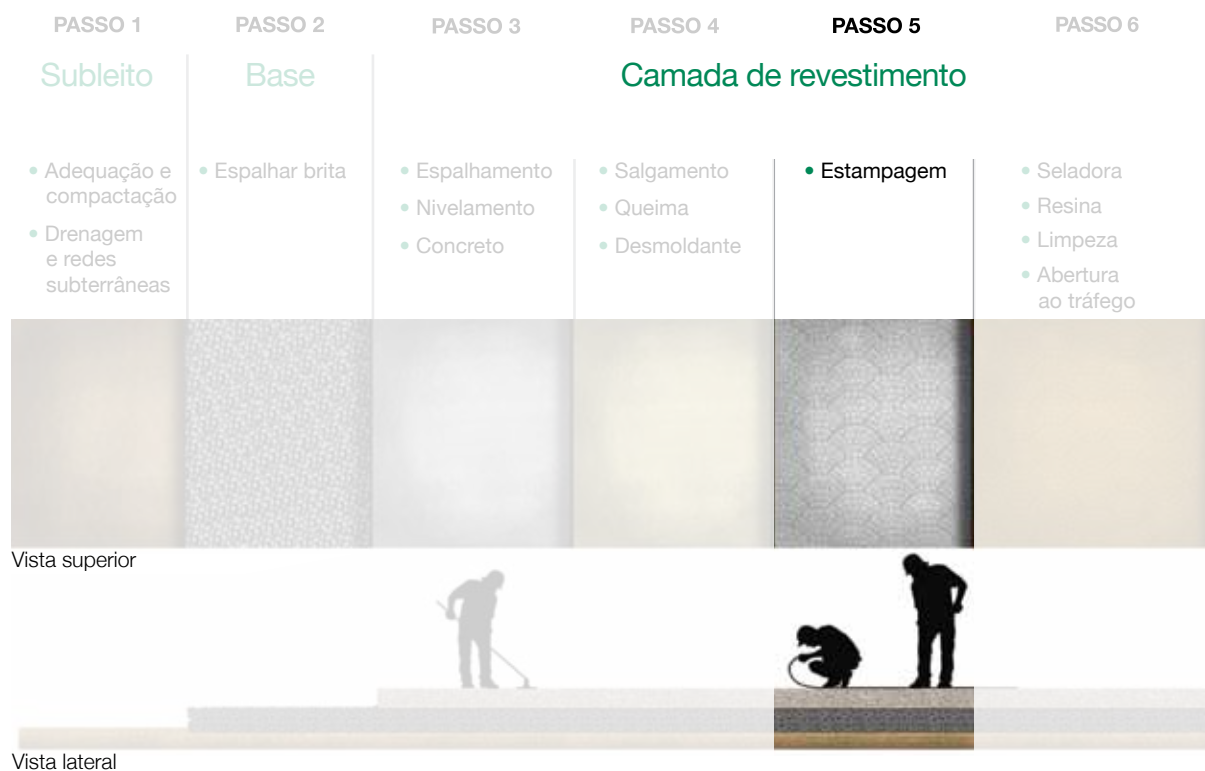 PASSO 1
PASSO 2
PASSO 3
PASSO 4
PASSO 5
PASSO 6
Subleito
Base
Camada de revestimento
• Adequação e
compactação
• Drenagem
e redes
subterrâneas
• Espalhar brita
• Espalhamento
• Nivelamento
• Concreto
• Salgamento
• Queima
• Desmoldante
• Estampagem
• Seladora
• Resina
• Limpeza
• Abertura
ao tráfego
Vista superior
Vista lateral